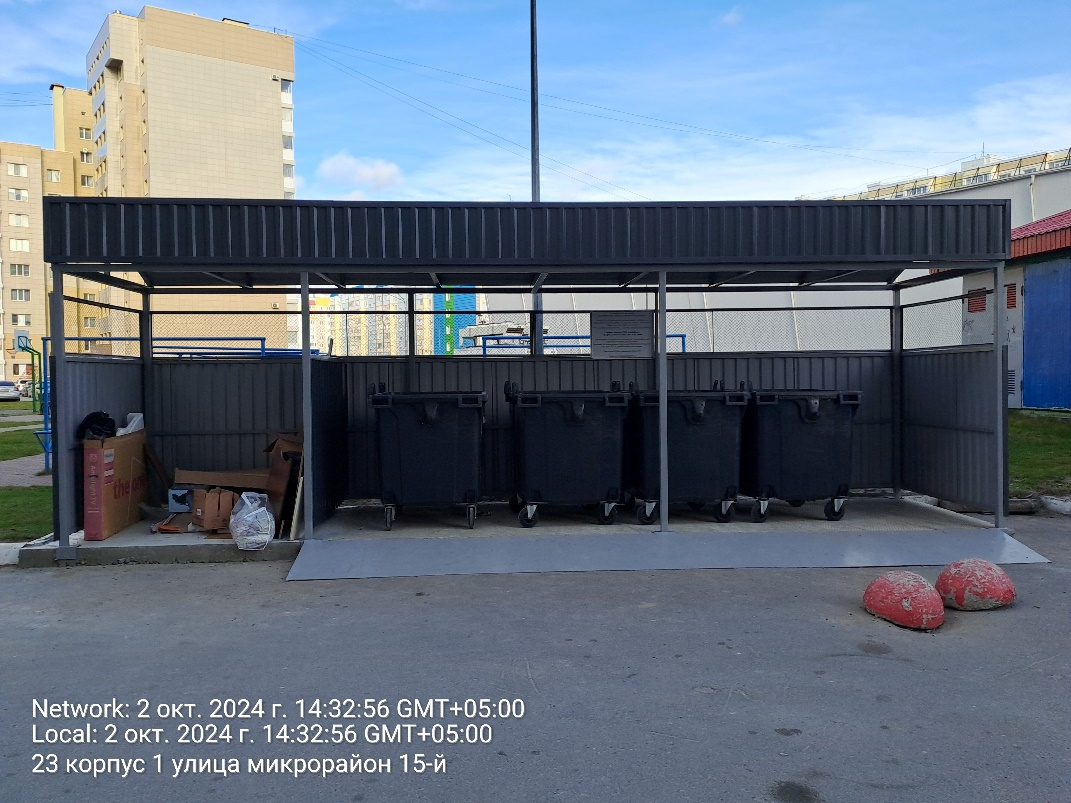 the
Network: 2 окт. 2024 г. 14:32:56 GMT+05:00
Local: 2 окт. 2024 г. 14:32:56 GMT+05:00
23 корпус 1 улица микрорайон 15-й